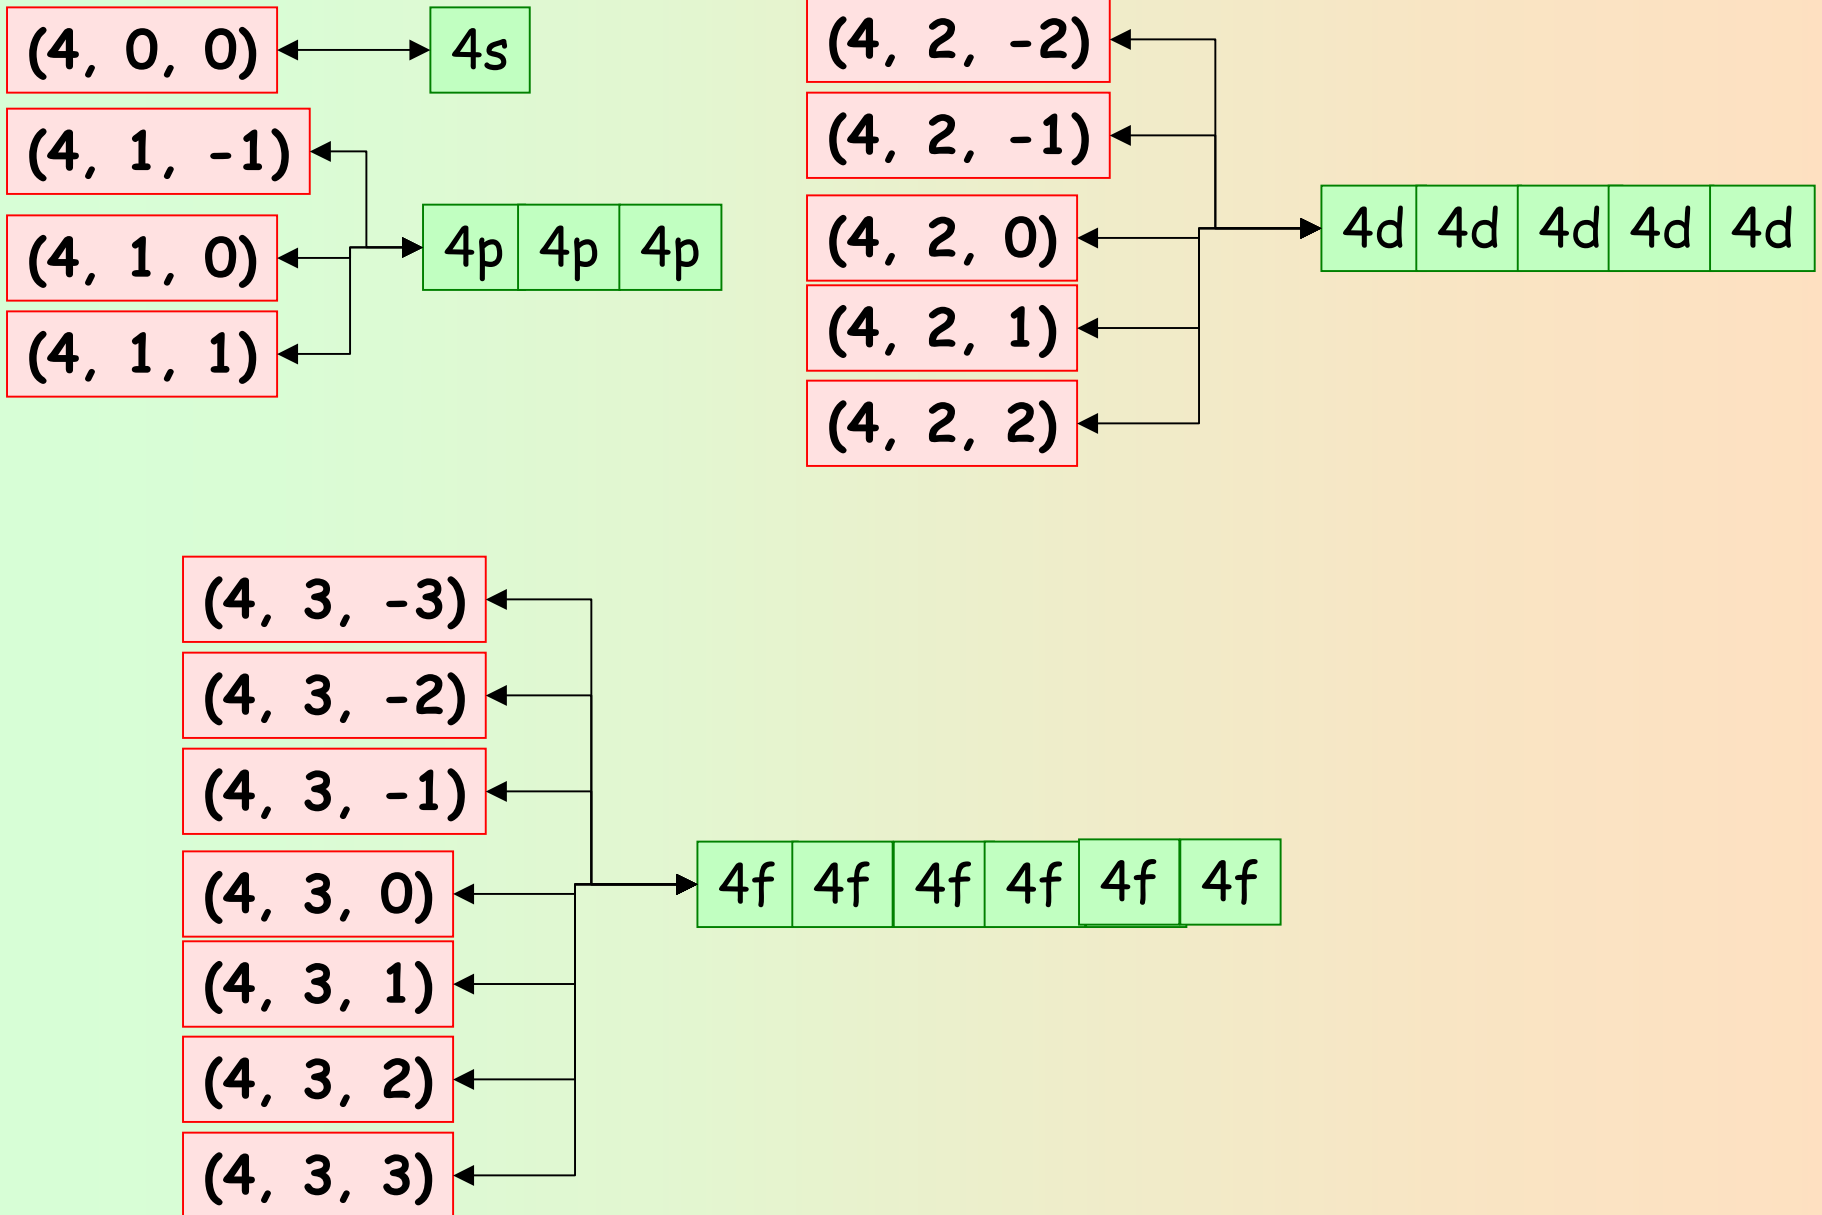 (4, 0, 0) 4s
(4, 1, -1)
(4, 1, 0) 4p 4p 4p
(4, 1, 1)
(4, 2, -2)
(4, 2, -1)
(4, 2, 0) 4d 4d 4d 4d 4d
(4, 2, 1)
(4, 2, 2)
(4, 3, -3)
(4, 3, -2)
(4, 3, -1)
(4, 3, 0) 4f 4f 4f 4f 4f 4f
(4, 3, 1)
(4, 3, 2)
(4, 3, 3)